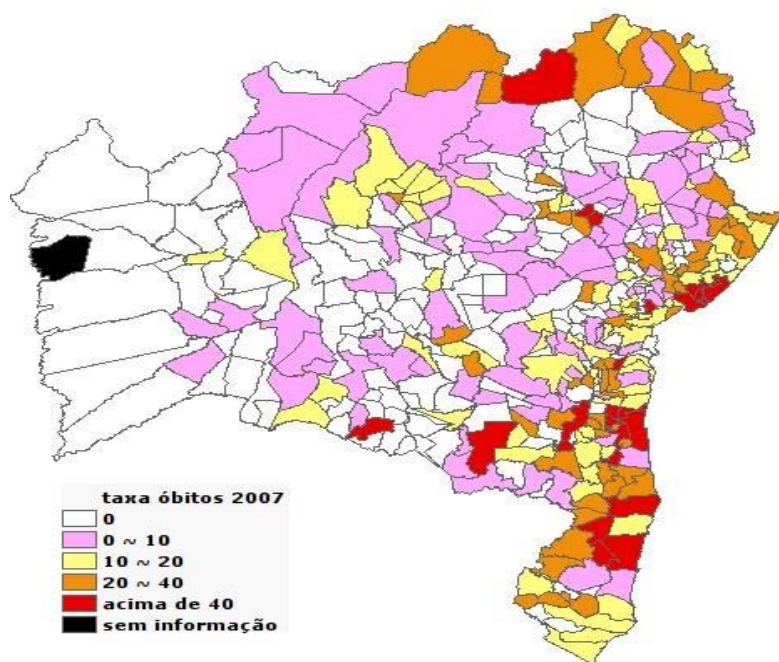 taxa óbitos 2007
0
0 ~ 10
10 ~ 20
20 ~ 40
acima de 40
sem informação